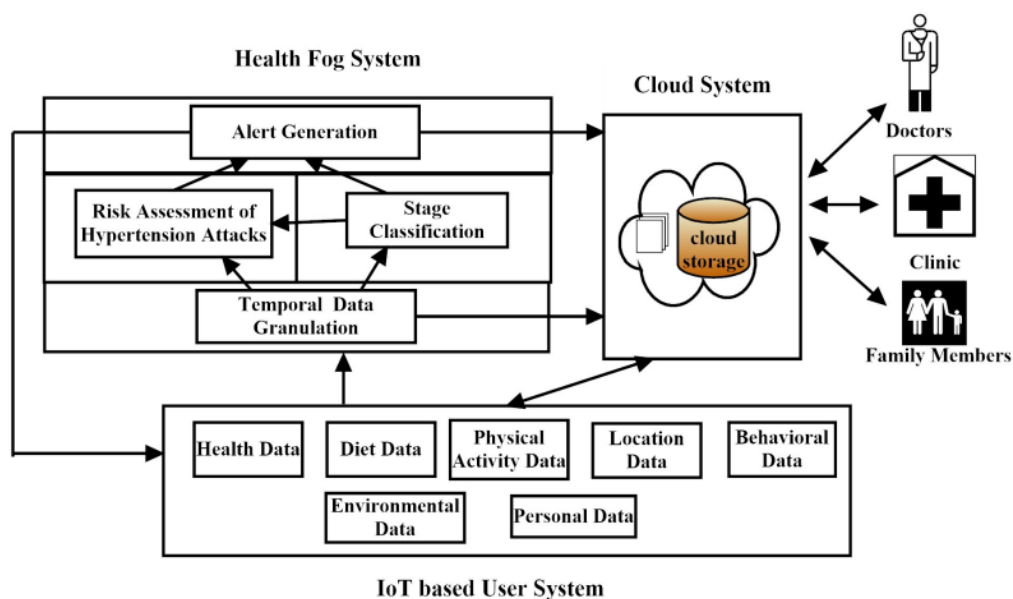 Health Fog System
Cloud System
Alert Generation
Doctors
Risk Assessment of
Hypertension Attacks
Stage
Classification
cloud
storage
Clinic
Temporal Data
Granulation
Family Members
Health Data
Diet Data
Physical
Activity Data
Location
Data
Behavioral
Data
Environmental
Data
Personal Data
IoT based User System